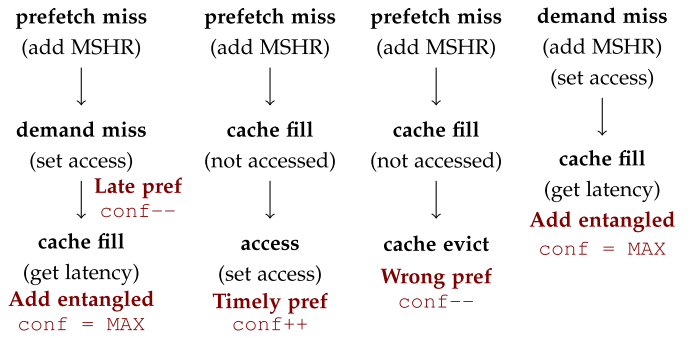 prefetch miss
(add MSHR)
demand miss
(set access)
Late pref
conf--
cache fill
(get latency)
Add entangled
conf = MAX
prefetch miss
(add MSHR)
cache fill
(not accessed)
access
(set access)
Timely pref
conf++
prefetch miss
(add MSHR)
cache fill
(not accessed)
cache evict
Wrong pref
conf--
demand miss
(add MSHR)
(set access)
cache fill
(get latency)
Add entangled
conf = MAX